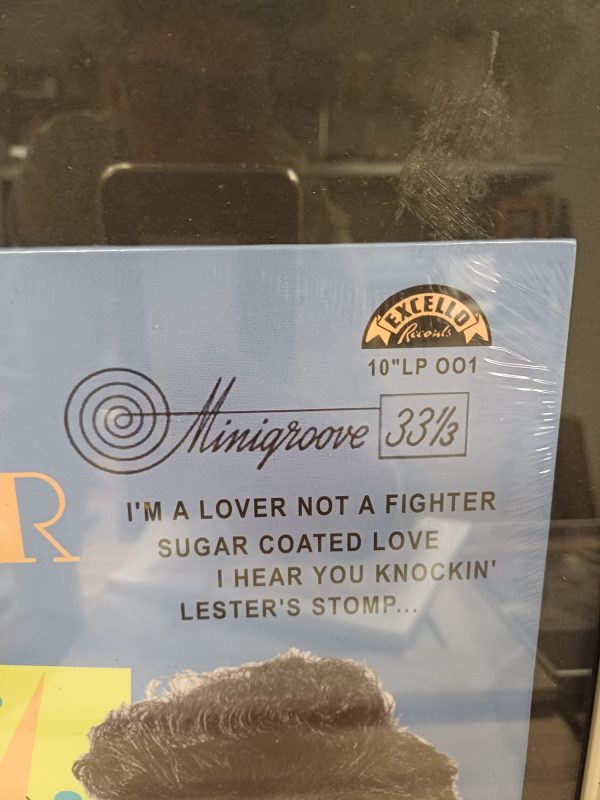 EXCELLO
Records
10"LP 001
Minigroove 33⅓
R
I'M A LOVER NOT A FIGHTER
SUGAR COATED LOVE
I HEAR YOU KNOCKIN'
LESTER'S STOMP...